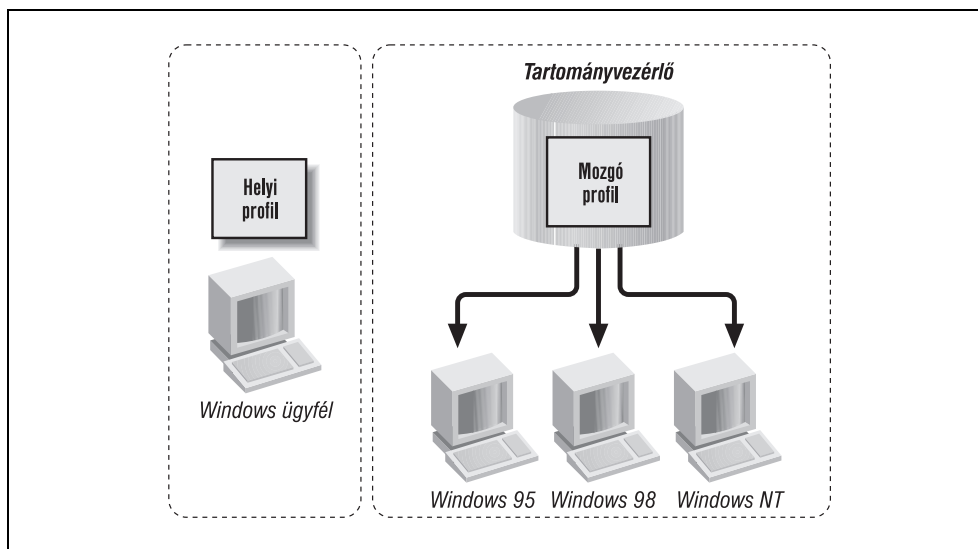 Helyi
profil
Windows ügyfél
Tartományvezérlő
Mozgó
profil
Windows 95
Windows 98
Windows NT